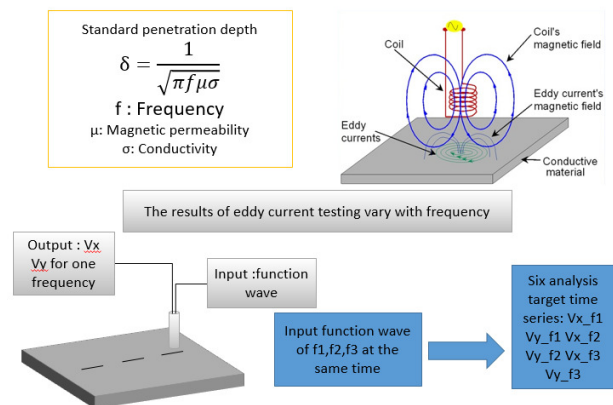 Standard penetration depth
δ = 1 / √πfμσ
f : Frequency
μ: Magnetic permeability
σ: Conductivity
Coil
Coil's
magnetic field
Eddy current's
magnetic field
Eddy
currents
Conductive
material
The results of eddy current testing vary with frequency
Output : Vx
Vy for one
frequency
Input :function
wave
Input function wave
of f1,f2,f3 at the
same time
Six analysis
target time
series: Vx_f1
Vy_f1 Vx_f2
Vy_f2 Vx_f3
Vy_f3